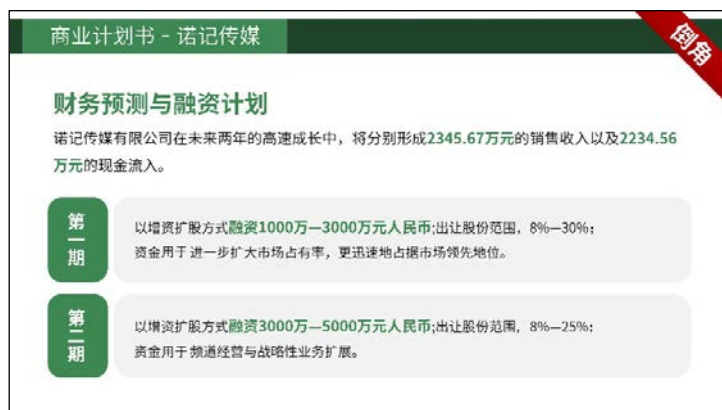 商业计划书 - 诺记传媒
倒角
财务预测与融资计划
诺记传媒有限公司在未来两年的高速成长中，将分别形成2345.67万元的销售收入以及2234.56
万元的现金流入。
第一期
以增资扩股方式融资1000万—3000万元人民币;出让股份范围，8%—30%；
资金用于 进一步扩大市场占有率，更迅速地占据市场领先地位。
第二期
以增资扩股方式融资3000万—5000万元人民币;出让股份范围，8%—25%；
资金用于 频道经营与战略性业务扩展。